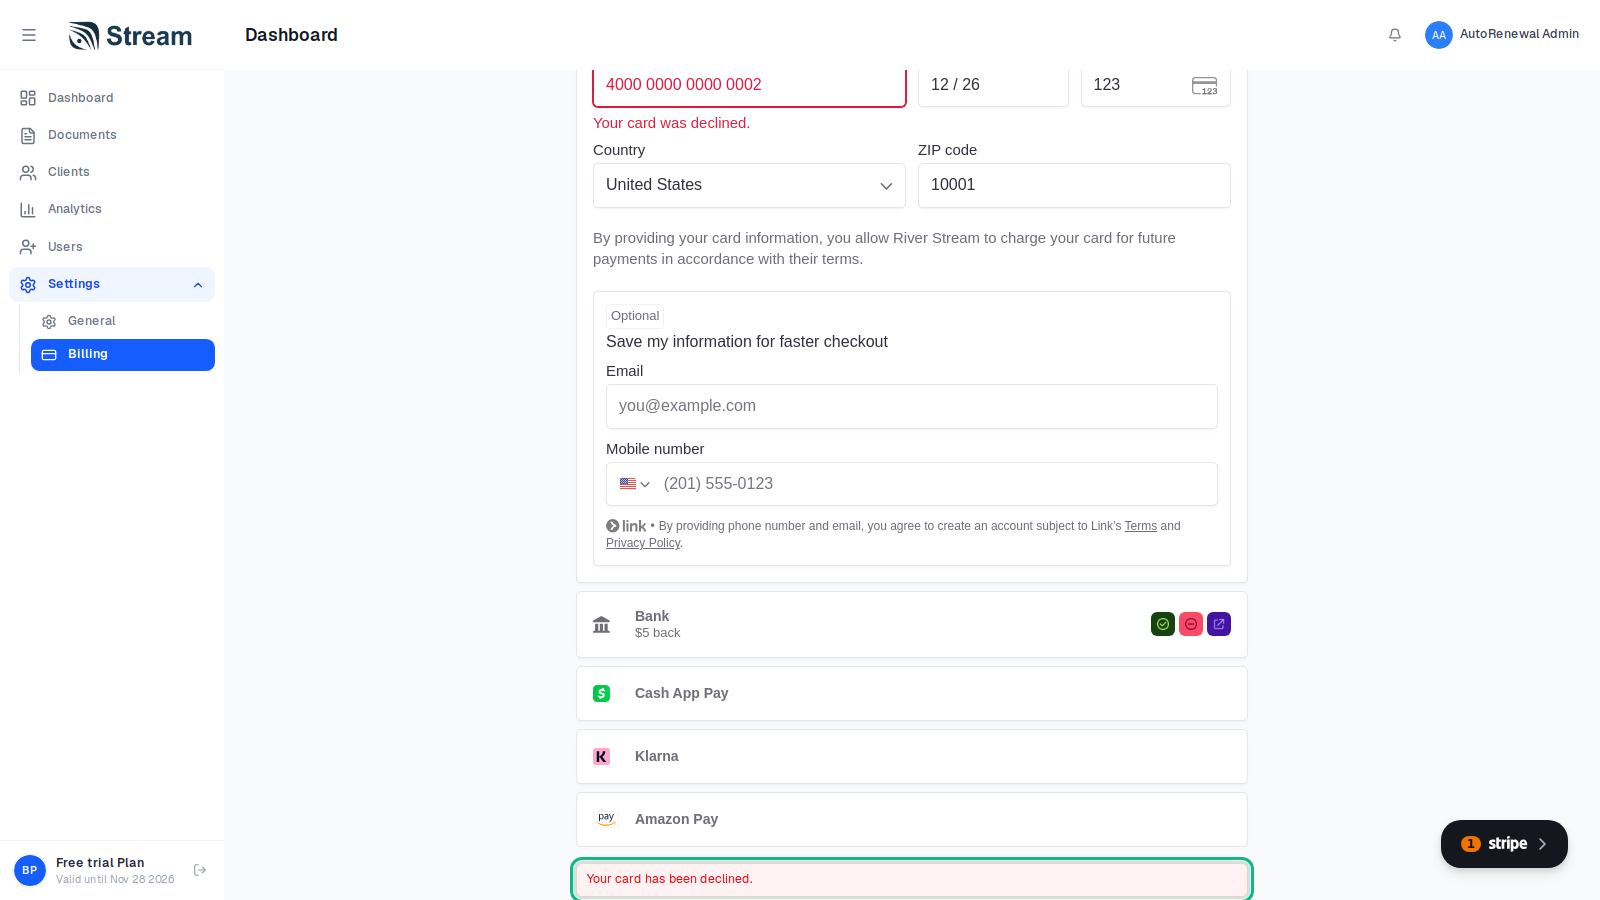 Stream
Dashboard
AA
AutoRenewal Admin
Dashboard
Documents
Clients
Analytics
Users
Settings
General
Billing
4000 0000 0000 0002
12 / 26
123
123
Your card was declined.
Country
ZIP code
United States
10001
By providing your card information, you allow River Stream to charge your card for future
payments in accordance with their terms.
Optional
Save my information for faster checkout
Email
you@example.com
Mobile number
(201) 555-0123
link • By providing phone number and email, you agree to create an account subject to Link's Terms and
Privacy Policy.
Bank
$5 back
$
Cash App Pay
K
Klarna
pay
Amazon Pay
1 stripe
Your card has been declined.
BP
Free trial Plan
Valid until Nov 28 2026